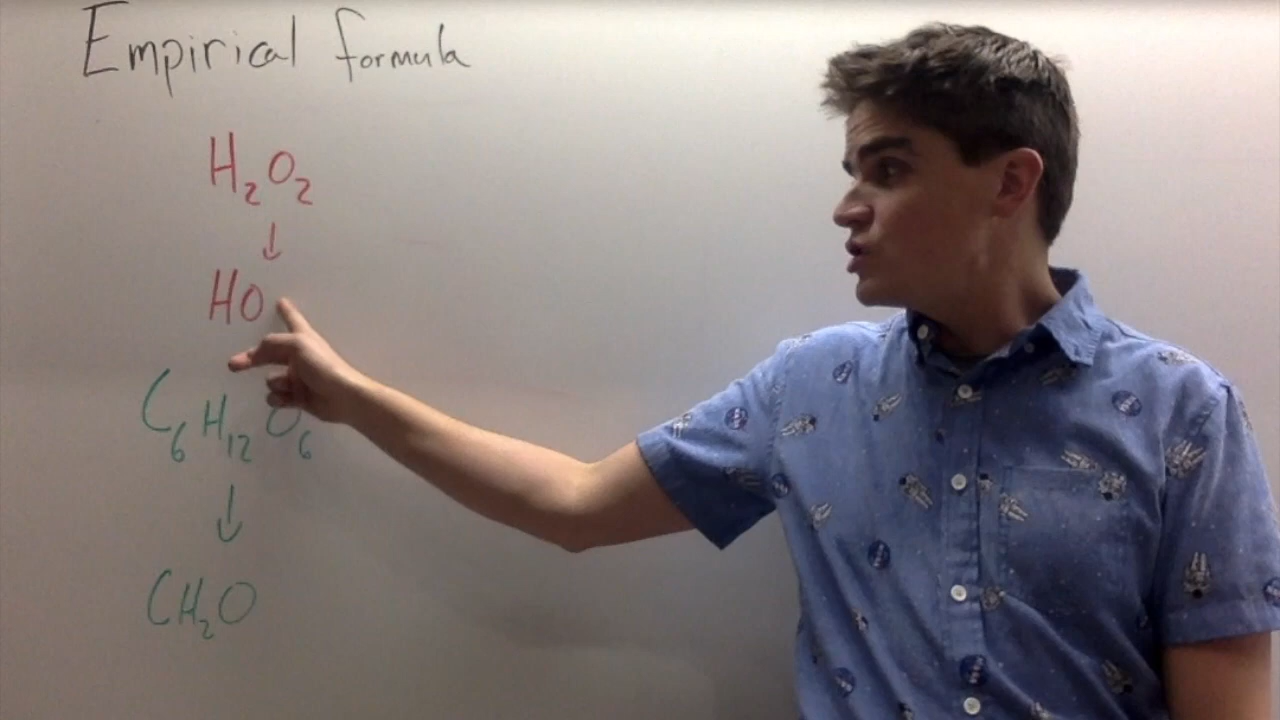 Empirical formula
H₂O₂
↓
HO
C₆H₁₂O₆
↓
CH₂O